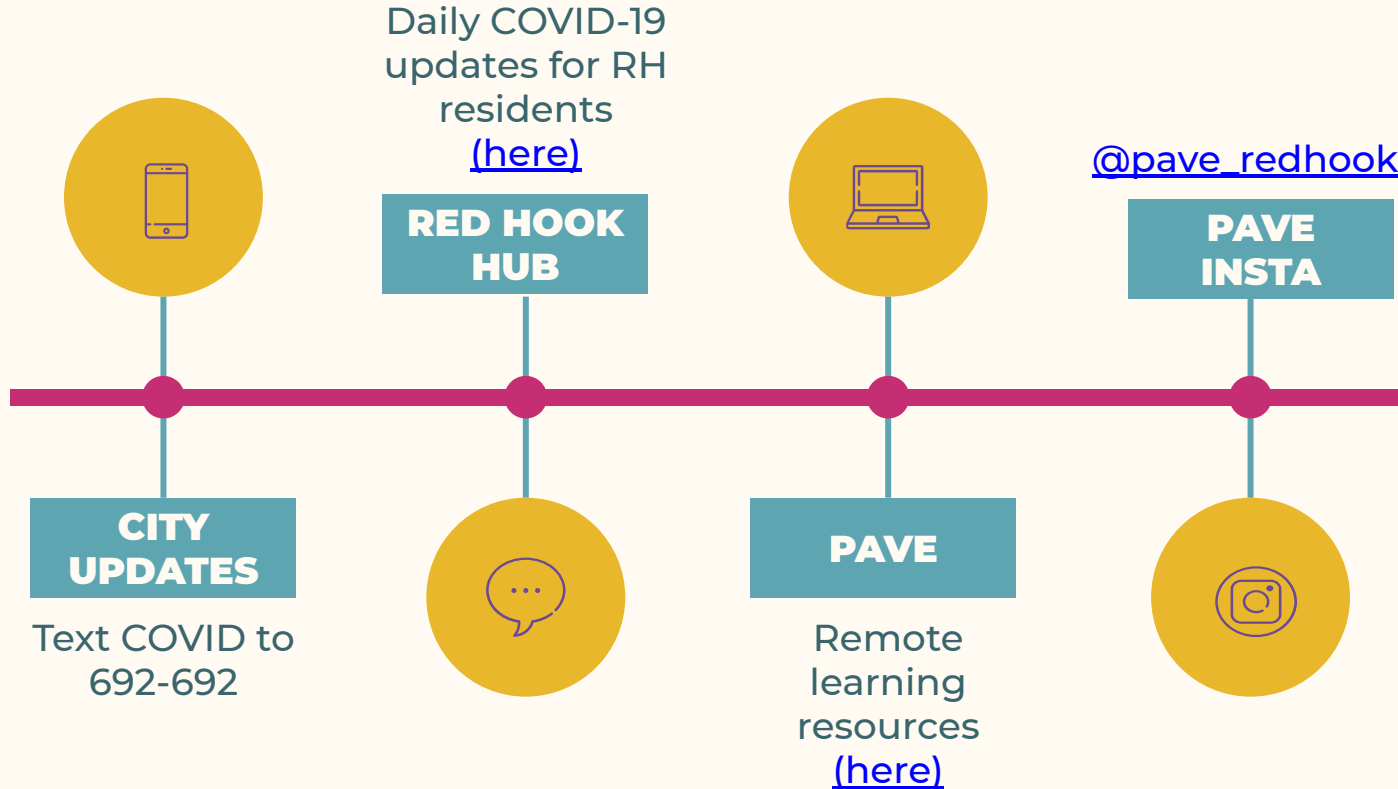 Daily COVID-19
updates for RH
residents
(here)
@pave_redhook
RED HOOK
HUB
PAVE
INSTA
CITY
UPDATES
Text COVID to
692-692
PAVE
Remote
learning
resources
(here)